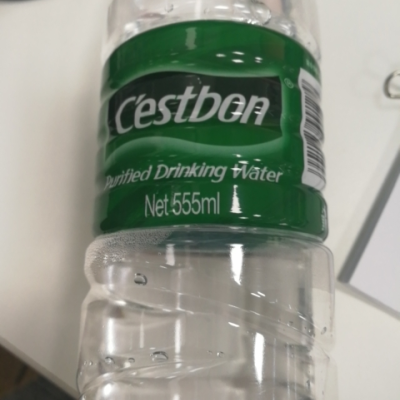 C'estbon
Purified Drinking Water
Net 555ml